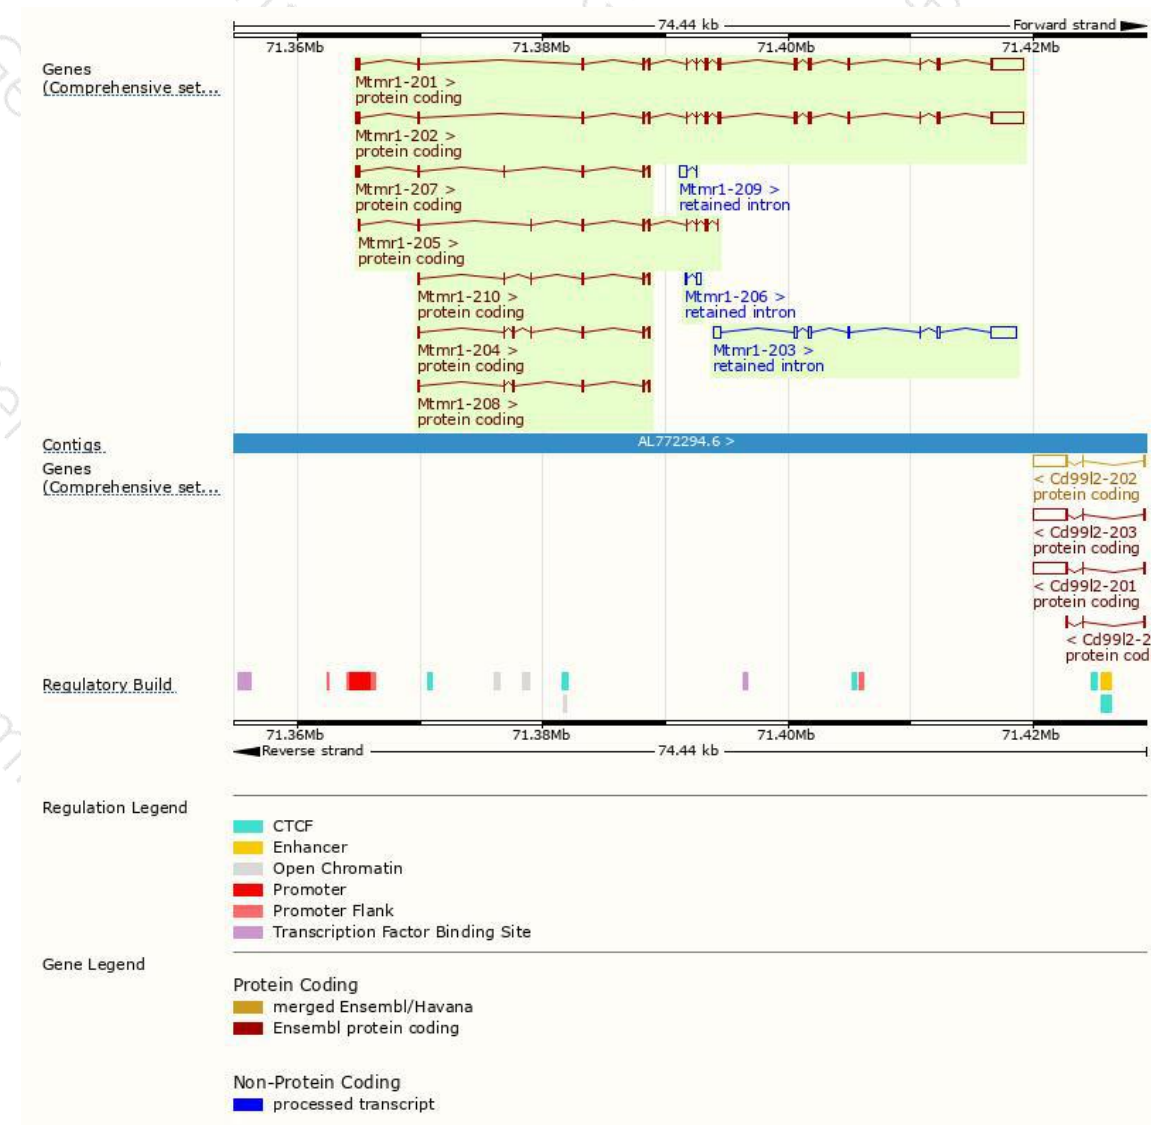 74.44 kb
Forward strand
71.36Mb 71.38Mb 71.40Mb 71.42Mb
Genes
(Comprehensive set...
Mtmr1-201 >
protein coding
Mtmr1-202 >
protein coding
Mtmr1-207 >
protein coding
Mtmr1-209 >
retained intron
Mtmr1-205 >
protein coding
Mtmr1-210 >
protein coding
Mtmr1-206 >
retained intron
Mtmr1-204 >
protein coding
Mtmr1-203 >
retained intron
Mtmr1-208 >
protein coding
Contigs
AL772294.6 >
Genes
(Comprehensive set...
< Cd99l2-202
protein coding
< Cd99l2-203
protein coding
< Cd99l2-201
protein coding
< Cd99l2-2
protein cod
Regulatory Build
71.36Mb 71.38Mb 71.40Mb 71.42Mb
Reverse strand
74.44 kb
Regulation Legend
CTCF
Enhancer
Open Chromatin
Promoter
Promoter Flank
Transcription Factor Binding Site
Gene Legend
Protein Coding
merged Ensembl/Havana
Ensembl protein coding
Non-Protein Coding
processed transcript